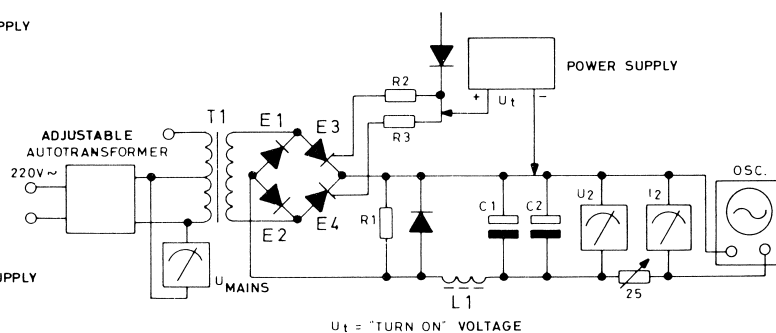 PPLY
POWER SUPPLY
R2
+ Ut -
T1
E1 E3
R3
ADJUSTABLE
AUTOTRANSFORMER
220V~
OSC.
C1 C2
U2
I2
R1
E2 E4
UPPLY
UMAINS
L1
25
Ut = "TURN ON" VOLTAGE